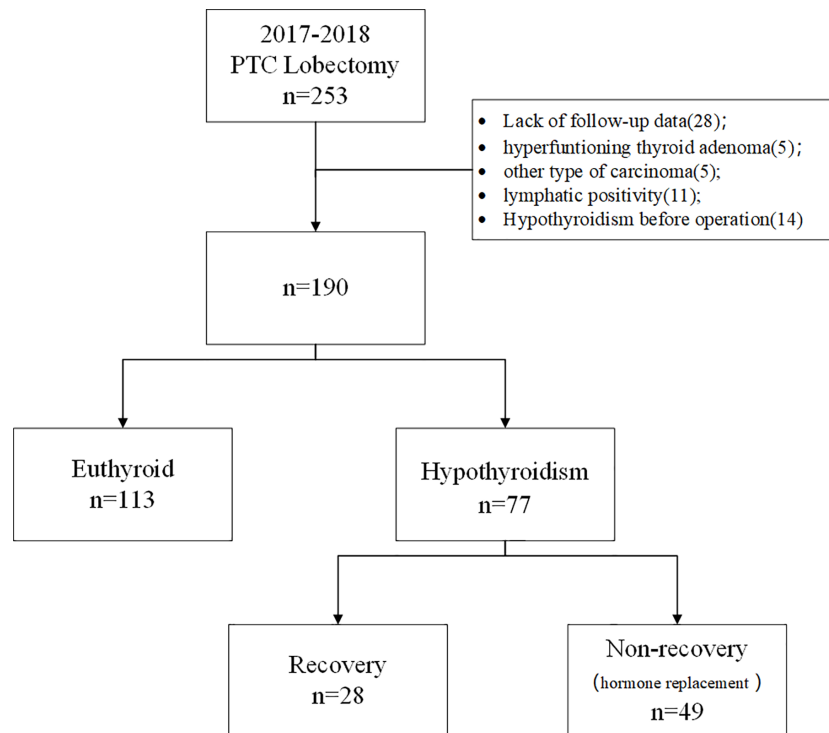 2017-2018
PTC Lobectomy
n=253
• Lack of follow-up data(28);
• hyperfuntioning thyroid adenoma(5);
• other type of carcinoma(5);
• lymphatic positivity(11);
• Hypothyroidism before operation(14)
n=190
Euthyroid
n=113
Hypothyroidism
n=77
Recovery
n=28
Non-recovery
(hormone replacement )
n=49